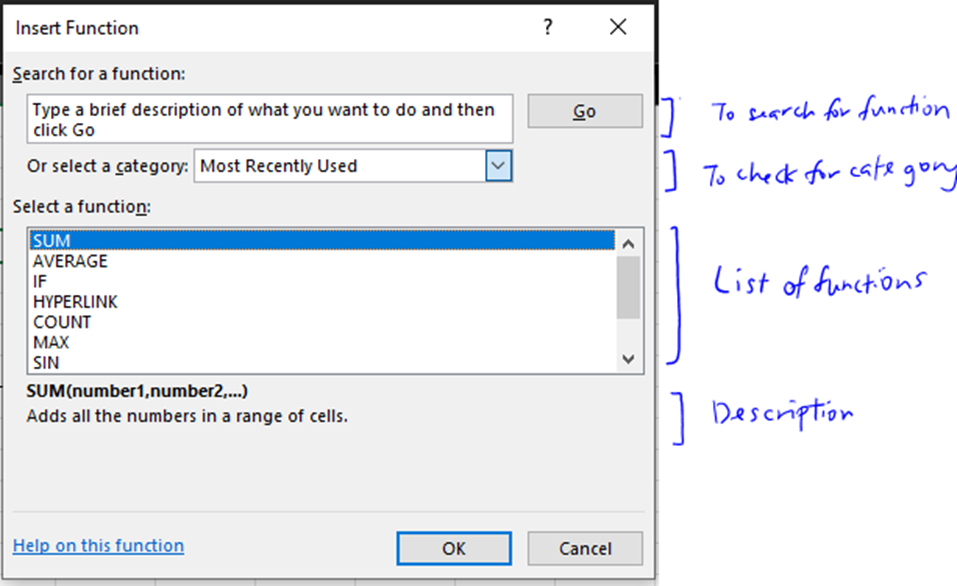 Insert Function ?
Search for a function:
Type a brief description of what you want to do and then
click Go
Go
To search for function
Or select a category: Most Recently Used
To check for category
Select a function:
SUM
AVERAGE
IF
HYPERLINK
COUNT
MAX
SIN
List of functions
SUM(number1,number2,...)
Adds all the numbers in a range of cells.
Description
Help on this function
OK
Cancel